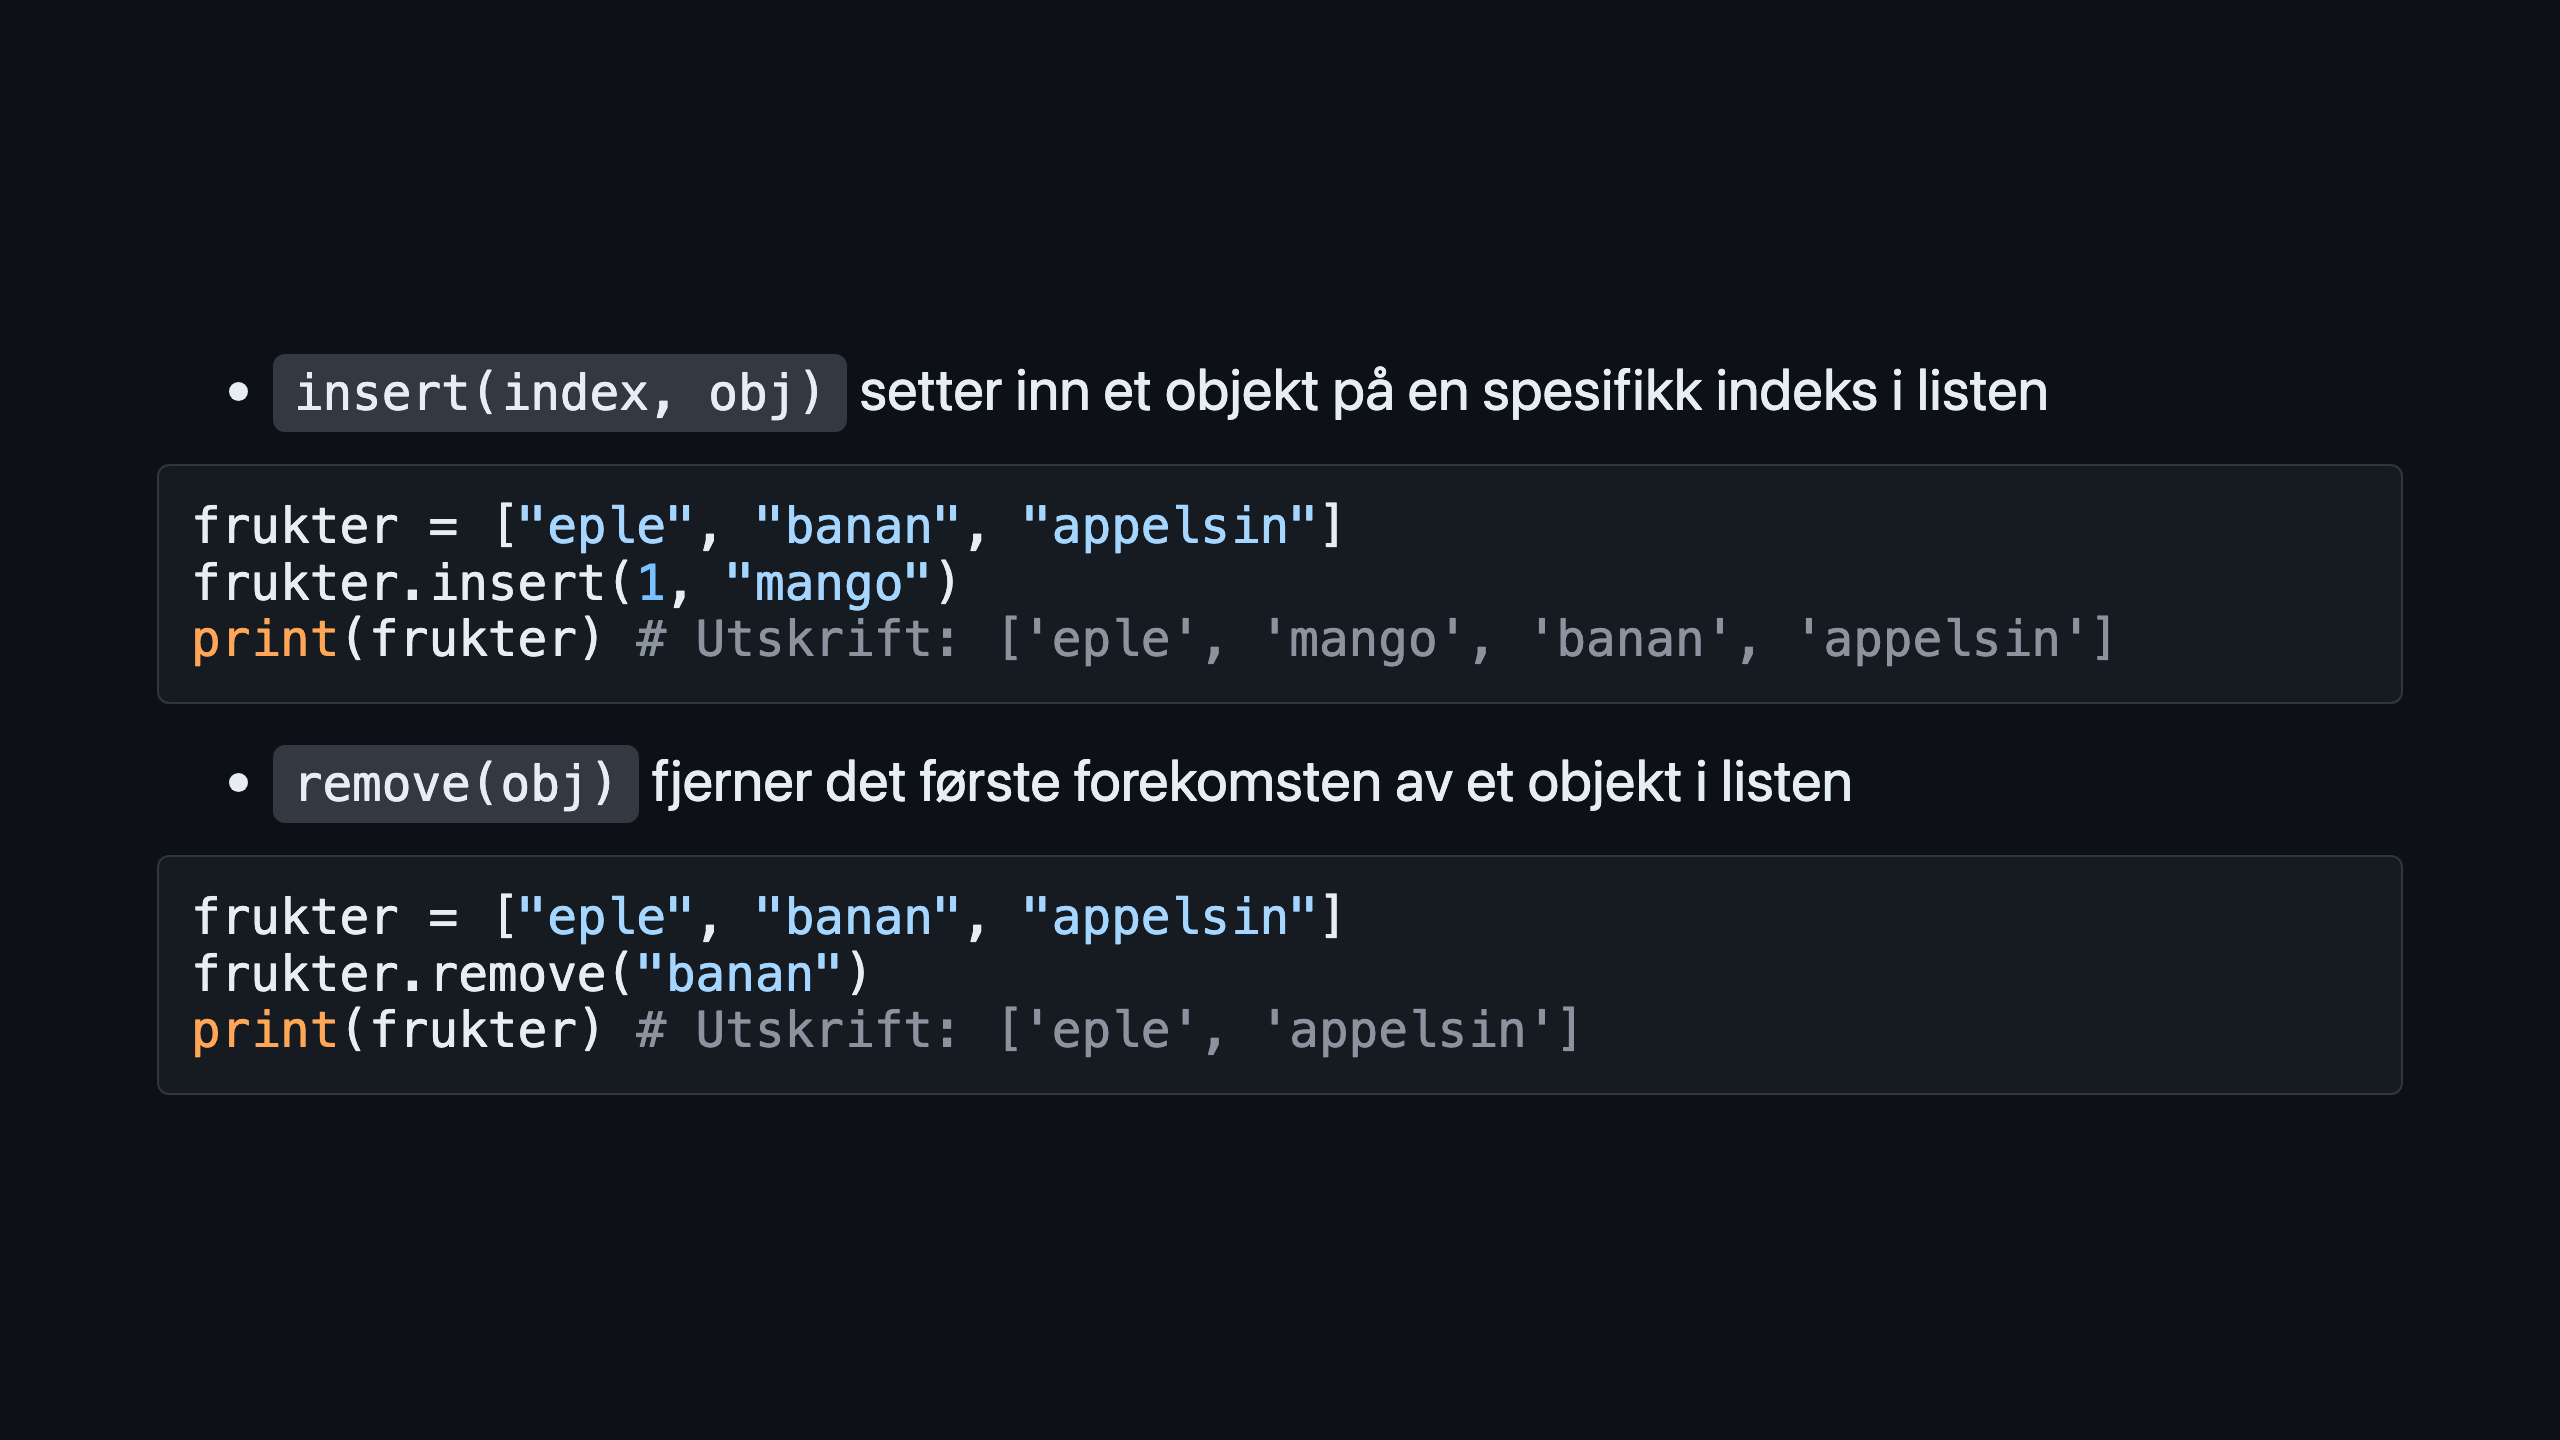 • insert(index, obj) setter inn et objekt på en spesifikk indeks i listen
frukter = ["eple", "banan", "appelsin"]
frukter.insert(1, "mango")
print(frukter) # Utskrift: ['eple', 'mango', 'banan', 'appelsin']
• remove(obj) fjerner det første forekomsten av et objekt i listen
frukter = ["eple", "banan", "appelsin"]
frukter.remove("banan")
print(frukter) # Utskrift: ['eple', 'appelsin']